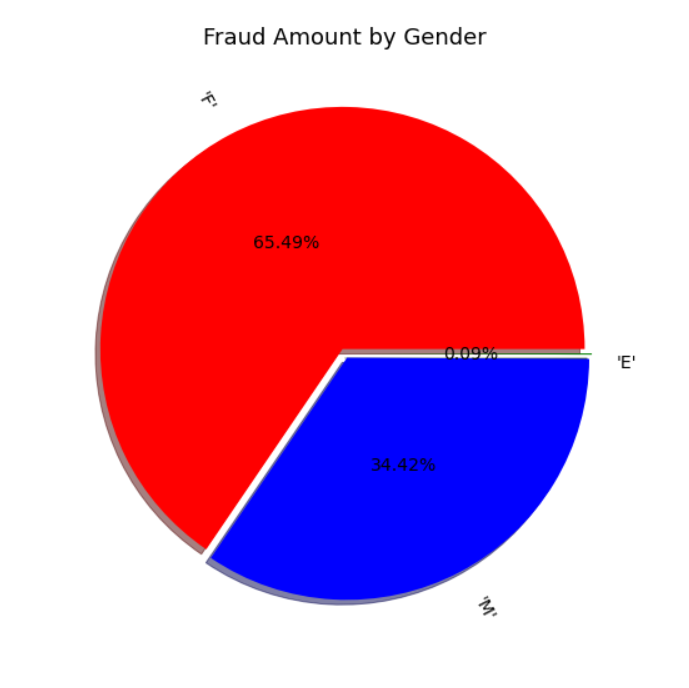 Fraud Amount by Gender
'F'
65.49%
0.09%
'E'
34.42%
'M'